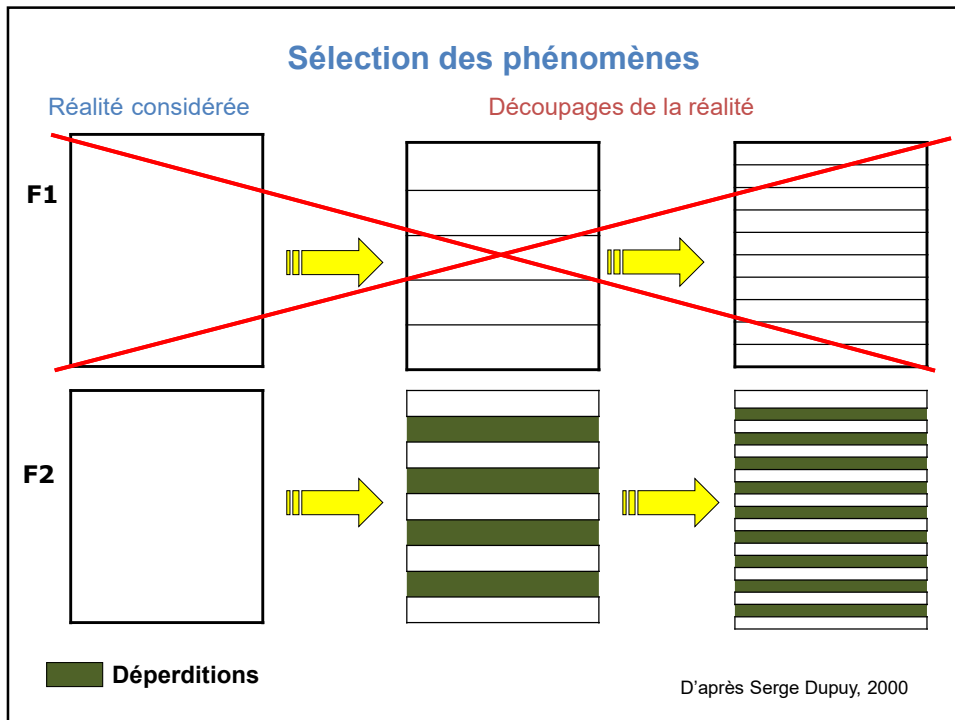 Sélection des phénomènes
Réalité considérée
Découpages de la réalité
F1
F2
Déperditions
D’après Serge Dupuy, 2000